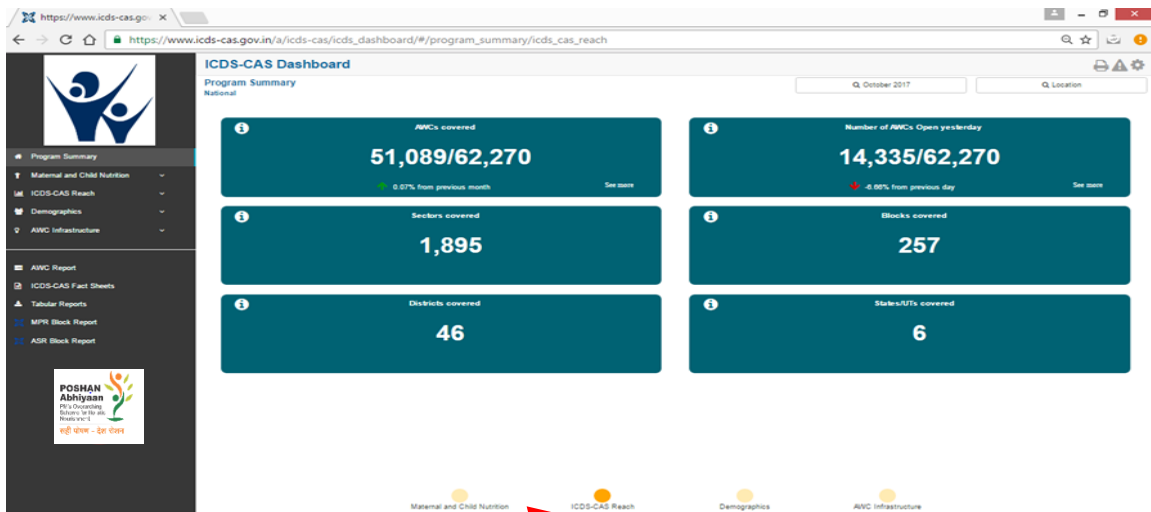 https://www.icds-cas.gov
https://www.icds-cas.gov.in/a/icds-cas/icds_dashboard/#/program_summary/icds_cas_reach
ICDS-CAS Dashboard
Program Summary
National
October 2017
Location
Program Summary
Maternal and Child Nutrition
ICDS-CAS Reach
Demographics
AWC Infrastructure
AWC Report
ICDS-CAS Fact Sheets
Tabular Reports
MPR Block Report
ASR Block Report
POSHAN
Abhiyaan
PM's Overarching
सही पोषण - देश रोशन
AWCs covered
51,089/62,270
0.07% from previous month
See more
Number of AWCs Open yesterday
14,335/62,270
-6.66% from previous day
See more
Sectors covered
1,895
Blocks covered
257
Districts covered
46
States/UTs covered
6
Maternal and Child Nutrition
ICDS-CAS Reach
Demographics
AWC Infrastructure